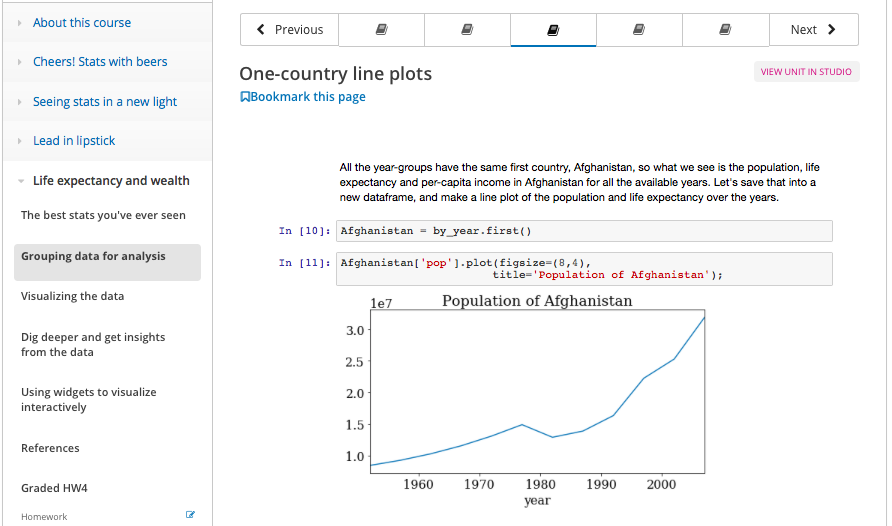 About this course
Cheers! Stats with beers
Seeing stats in a new light
Lead in lipstick
Life expectancy and wealth
The best stats you've ever seen
Grouping data for analysis
Visualizing the data
Dig deeper and get insights
from the data
Using widgets to visualize
interactively
References
Graded HW4
Homework
Previous
Next
One-country line plots
VIEW UNIT IN STUDIO
Bookmark this page
All the year-groups have the same first country, Afghanistan, so what we see is the population, life
expectancy and per-capita income in Afghanistan for all the available years. Let's save that into a
new dataframe, and make a line plot of the population and life expectancy over the years.
In [10]: Afghanistan = by_year.first()
In [11]: Afghanistan['pop'].plot(figsize=(8,4),
title='Population of Afghanistan');
1e7 Population of Afghanistan
3.0
2.5
2.0
1.5
1.0
1960 1970 1980 1990 2000
year